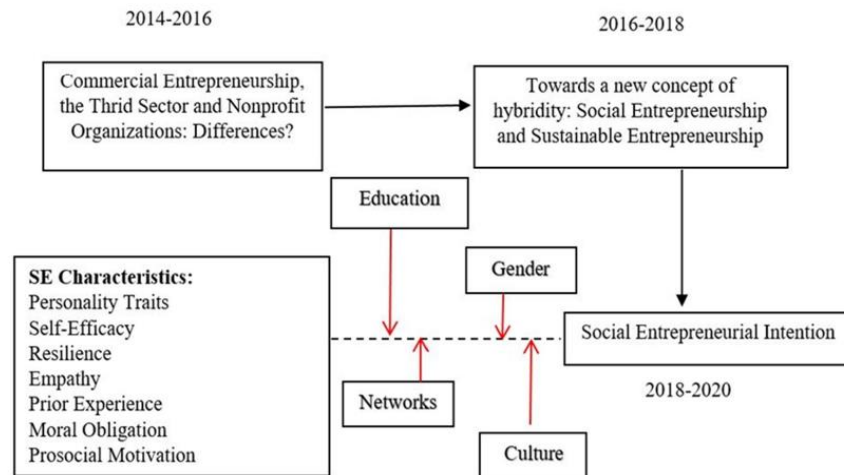 2014-2016
2016-2018
Commercial Entrepreneurship,
the Thrid Sector and Nonprofit
Organizations: Differences?
Towards a new concept of
hybridity: Social Entrepreneurship
and Sustainable Entrepreneurship
Education
Gender
SE Characteristics:
Personality Traits
Self-Efficacy
Resilience
Empathy
Prior Experience
Moral Obligation
Prosocial Motivation
Social Entrepreneurial Intention
Networks
2018-2020
Culture